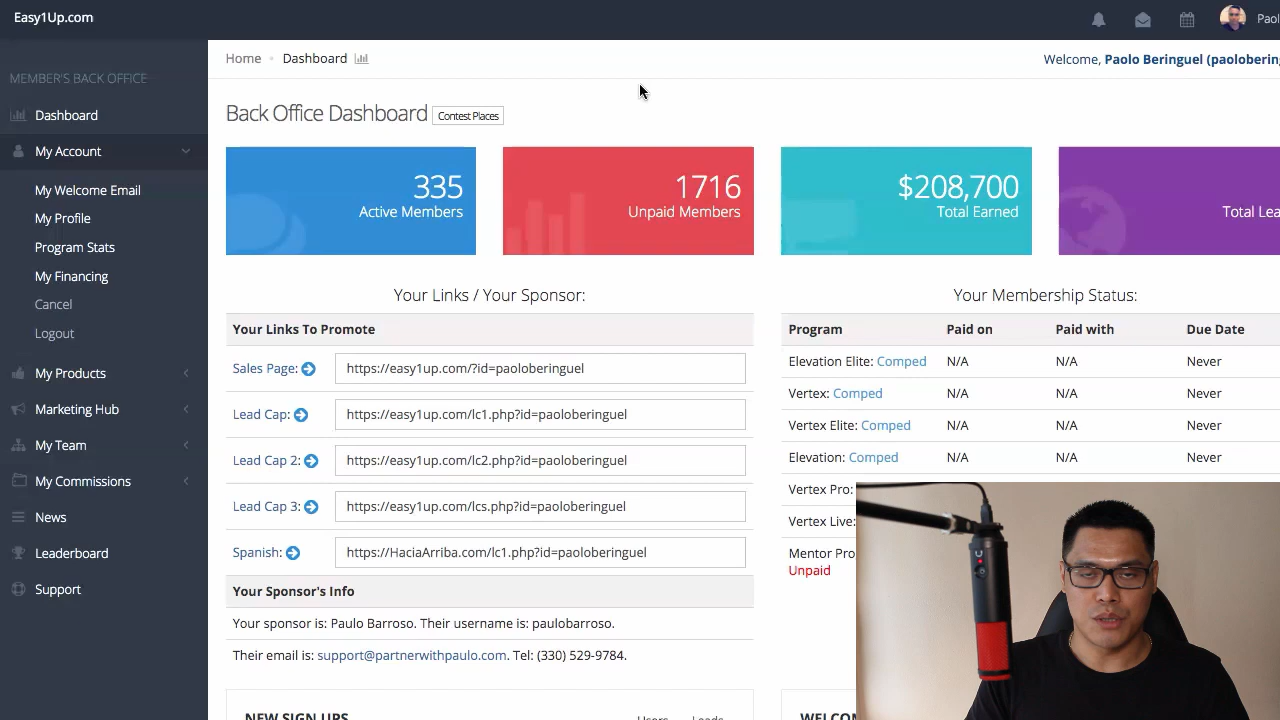 Easy1Up.com
Paol
MEMBER'S BACK OFFICE
Dashboard
My Account
My Welcome Email
My Profile
Program Stats
My Financing
Cancel
Logout
My Products
Marketing Hub
My Team
My Commissions
News
Leaderboard
Support
Home • Dashboard
Welcome, Paolo Beringuel (paoloberin
Back Office Dashboard Contest Places
335
Active Members
1716
Unpaid Members
$208,700
Total Earned
Total Lea
Your Links / Your Sponsor:
Your Links To Promote
Sales Page: https://easy1up.com/?id=paoloberinguel
Lead Cap: https://easy1up.com/lc1.php?id=paoloberinguel
Lead Cap 2: https://easy1up.com/lc2.php?id=paoloberinguel
Lead Cap 3: https://easy1up.com/lcs.php?id=paoloberinguel
Spanish: https://HaciaArriba.com/lc1.php?id=paoloberinguel
Your Sponsor's Info
Your sponsor is: Paulo Barroso. Their username is: paulobarroso.
Their email is: support@partnerwithpaulo.com. Tel: (330) 529-9784.
Your Membership Status:
Program Paid on Paid with Due Date
Elevation Elite: Comped N/A N/A Never
Vertex: Comped N/A N/A Never
Vertex Elite: Comped N/A N/A Never
Elevation: Comped N/A N/A Never
Vertex Pro:
Vertex Live:
Mentor Pro
Unpaid
NEW SIGN UPS Users Leads
WELCOM